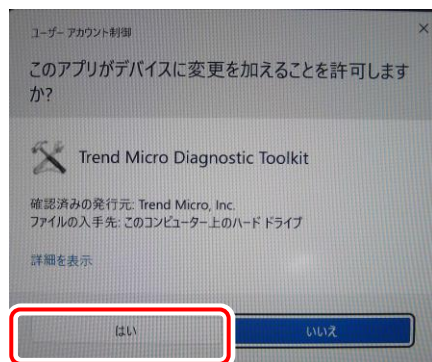 ユーザー アカウント制御
このアプリがデバイスに変更を加えることを許可します
か?
Trend Micro Diagnostic Toolkit
確認済みの発行元: Trend Micro, Inc.
ファイルの入手先: このコンピューター上のハード ドライブ
詳細を表示
はい
いいえ